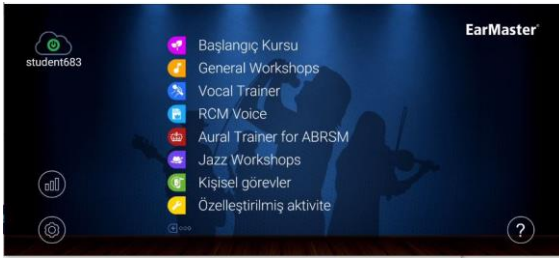 EarMaster
student683
Başlangıç Kursu
General Workshops
Vocal Trainer
RCM Voice
Aural Trainer for ABRSM
Jazz Workshops
Kişisel görevler
Özelleştirilmiş aktivite
?